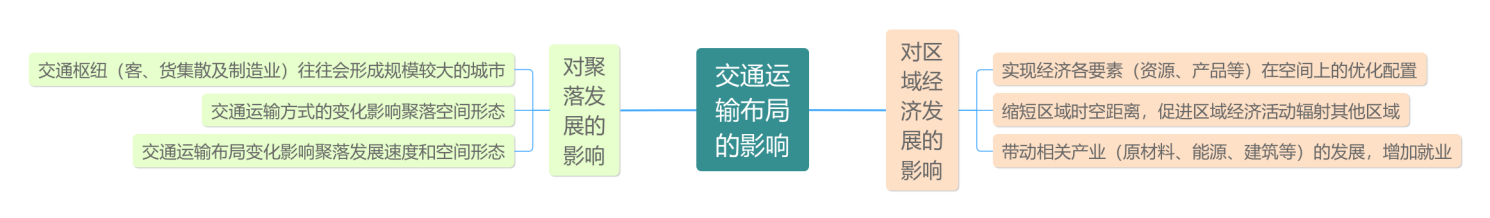 交通枢纽（客、货集散及制造业）往往会形成规模较大的城市
交通运输方式的变化影响聚落空间形态
交通运输布局变化影响聚落发展速度和空间形态
对聚
落发
展的
影响
交通运
输布局
的影响
对区
域经
济发
展的
影响
实现经济各要素（资源、产品等）在空间上的优化配置
缩短区域时空距离，促进区域经济活动辐射其他区域
带动相关产业（原材料、能源、建筑等）的发展，增加就业